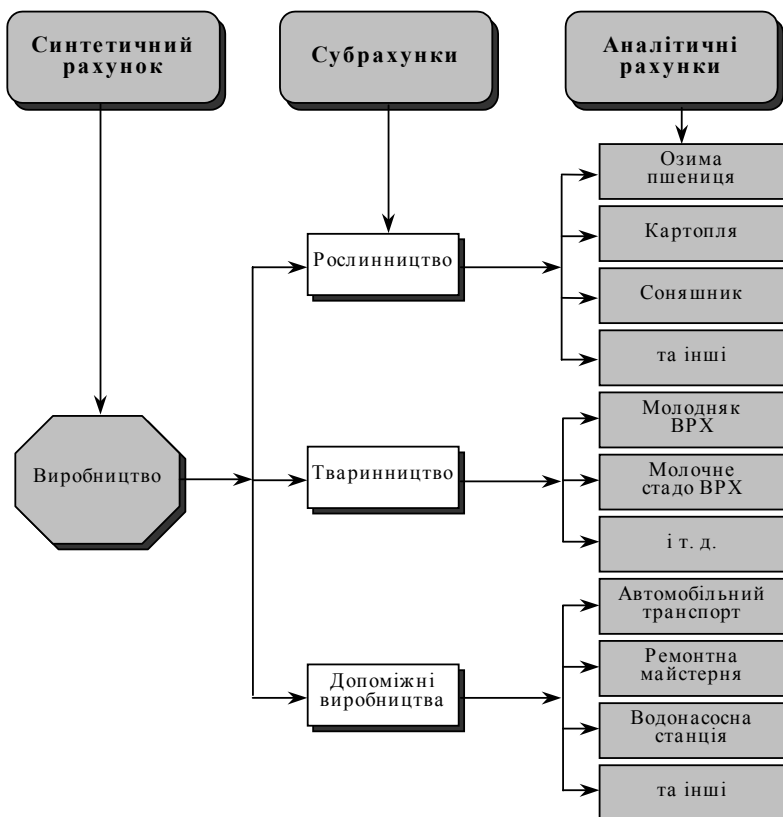 Синтетичний
рахунок
Субрахунки
Аналітичні
рахунки
Озима
пшениця
Картопля
Рослинництво
Соняшник
та інші
Молодняк
ВРХ
Виробництво
Тваринництво
Молочне
стадо ВРХ
і т. д.
Автомобільний
транспорт
Допоміжні
виробництва
Ремонтна
майстерня
Водонасосна
станція
та інші